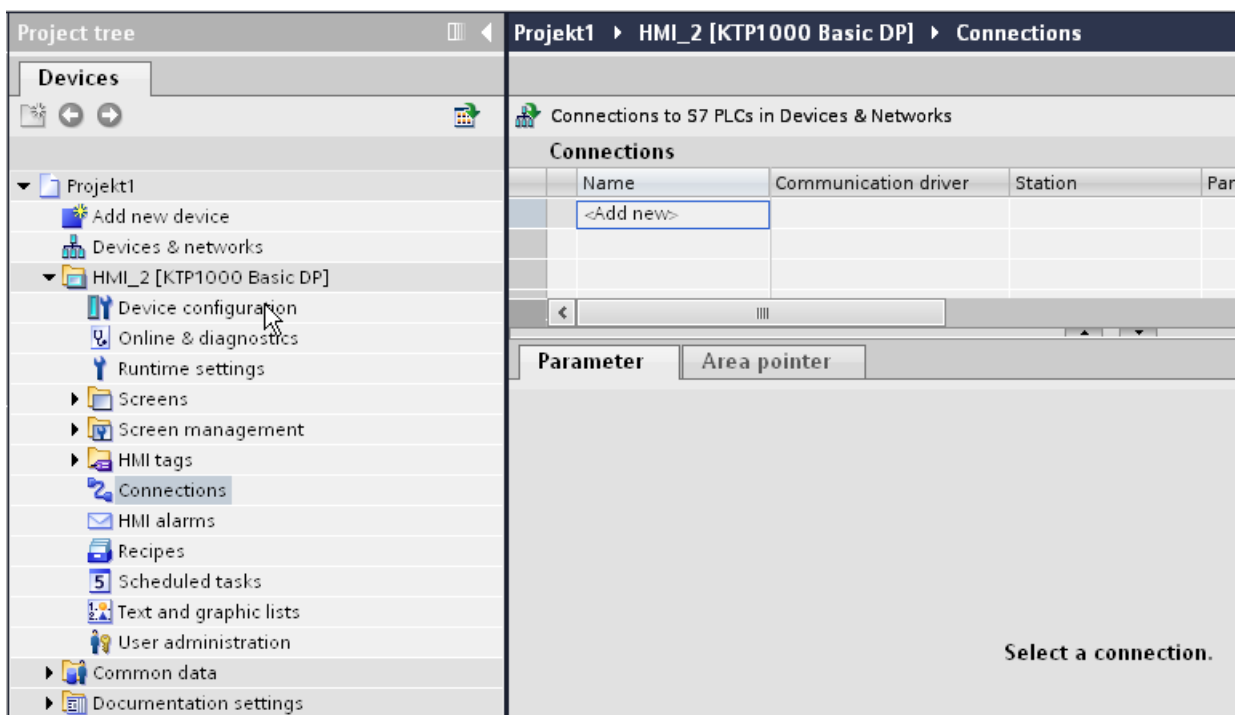 Project tree
Devices
Projekt1
Add new device
Devices & networks
HMI_2 [KTP1000 Basic DP]
Device configuration
Online & diagnostics
Runtime settings
Screens
Screen management
HMI tags
Connections
HMI alarms
Recipes
Scheduled tasks
Text and graphic lists
User administration
Common data
Documentation settings
Projekt1 HMI_2 [KTP1000 Basic DP] Connections
Connections to S7 PLCs in Devices & Networks
Connections
Name Communication driver Station Par
<Add new>
Parameter Area pointer
Select a connection.